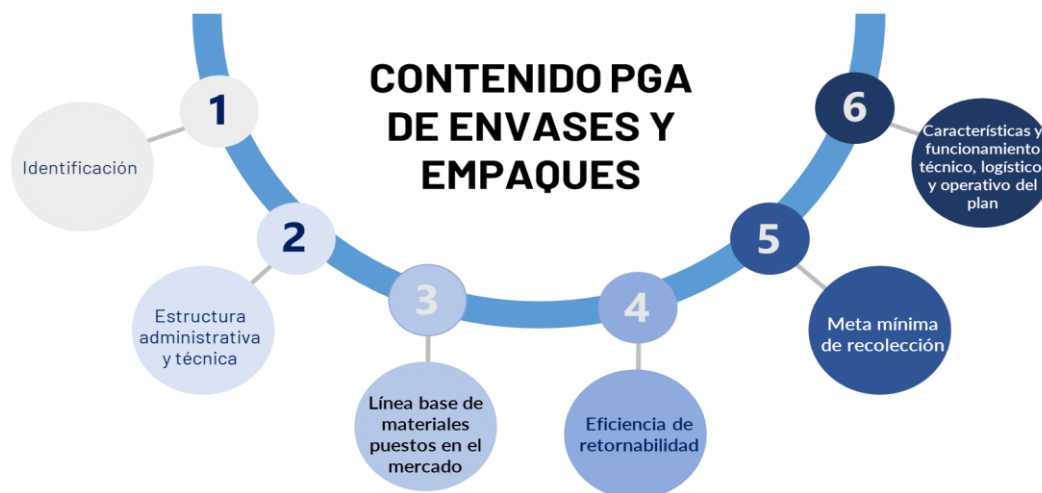 CONTENIDO PGA
DE ENVASES Y
EMPAQUES
1
Identificación
2
Estructura
administrativa
y técnica
3
Línea base de
materiales
puestos en el
mercado
4
Eficiencia de
retornabilidad
5
Meta mínima
de recolección
6
Características y
funcionamiento
técnico, logístico
y operativo del
plan